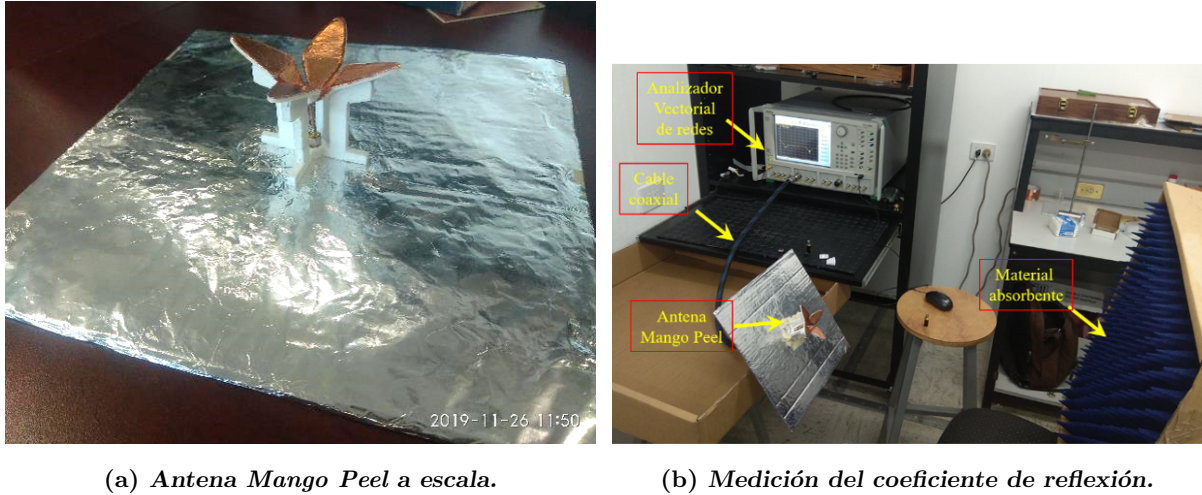 2019-11-26 11:50
Analizador
Vectorial
de redes
Cable
coaxial
Antena
Mango Peel
Material
absorbente
(a) Antena Mango Peel a escala.
(b) Medición del coeficiente de reflexión.